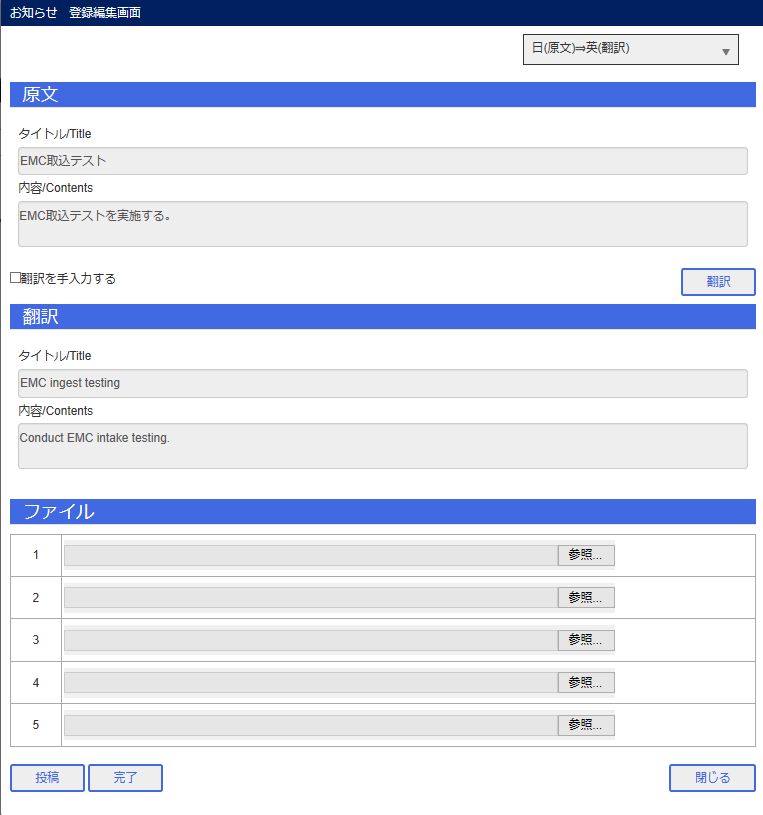 お知らせ　登録編集画面
日(原文)⇒英(翻訳)
原文
タイトル/Title
EMC取込テスト
内容/Contents
EMC取込テストを実施する。
翻訳を手入力する
翻訳
翻訳
タイトル/Title
EMC ingest testing
内容/Contents
Conduct EMC intake testing.
ファイル
1 参照...
2 参照...
3 参照...
4 参照...
5 参照...
投稿 完了 閉じる